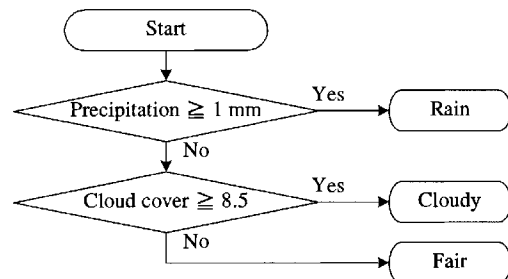 Start
Precipitation ≧ 1 mm
Yes
Rain
No
Cloud cover ≧ 8.5
Yes
Cloudy
No
Fair